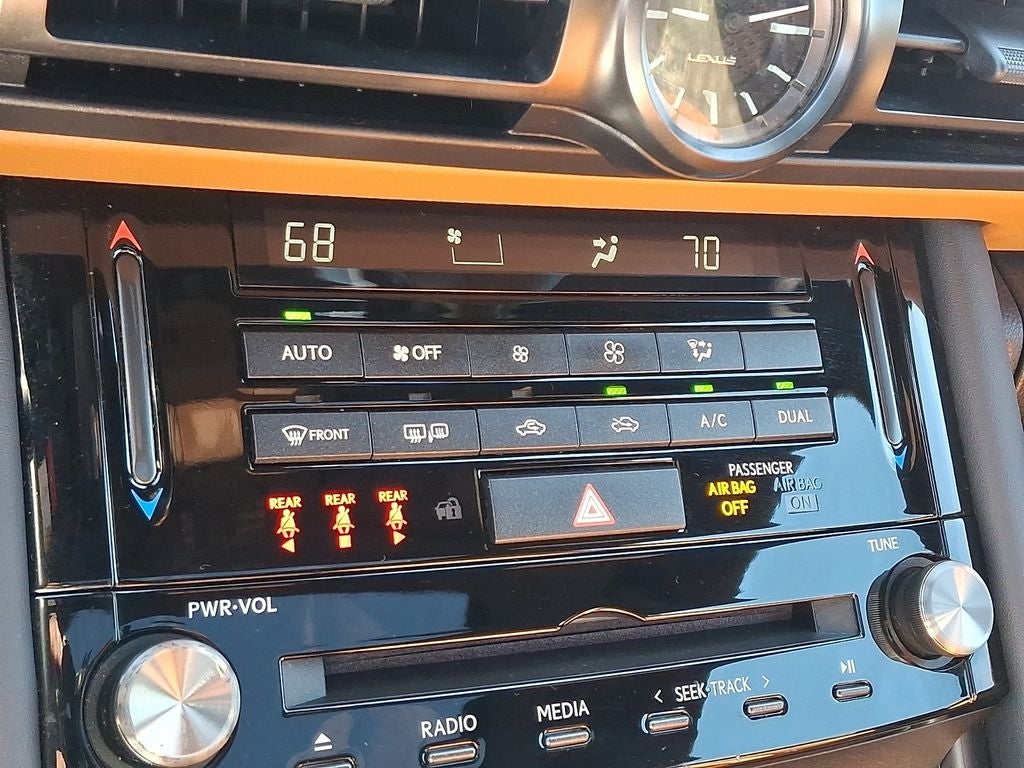 LEXUS
68 70
AUTO OFF
FRONT A/C DUAL
PASSENGER
REAR REAR REAR
AIR BAG OFF
AIR BAG ON
TUNE
PWR·VOL
SEEK·TRACK
MEDIA
RADIO